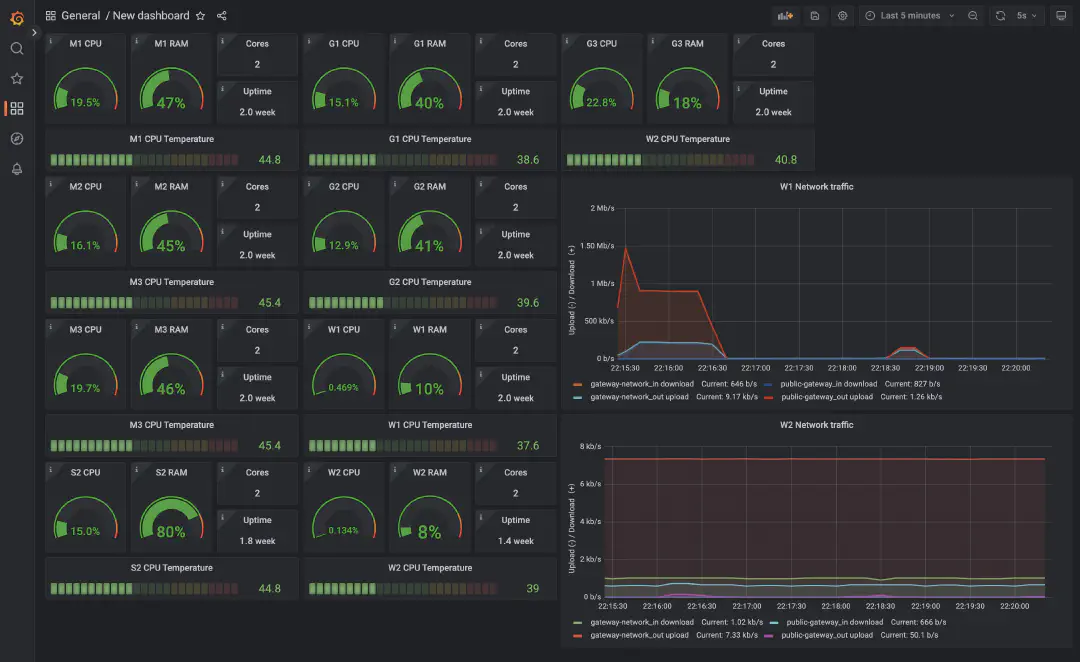 General / New dashboard
Last 5 minutes
5s
M1 CPU
19.5%
M1 RAM
47%
Cores
2
Uptime
2.0 week
G1 CPU
15.1%
G1 RAM
40%
Cores
2
Uptime
2.0 week
G3 CPU
22.8%
G3 RAM
18%
Cores
2
Uptime
2.0 week
M1 CPU Temperature
44.8
G1 CPU Temperature
38.6
W2 CPU Temperature
40.8
M2 CPU
16.1%
M2 RAM
45%
Cores
2
Uptime
2.0 week
G2 CPU
12.9%
G2 RAM
41%
Cores
2
Uptime
2.0 week
M3 CPU Temperature
45.4
G2 CPU Temperature
39.6
M3 CPU
19.7%
M3 RAM
46%
Cores
2
Uptime
2.0 week
W1 CPU
0.469%
W1 RAM
10%
Cores
2
Uptime
2.0 week
M3 CPU Temperature
45.4
W1 CPU Temperature
37.6
S2 CPU
15.0%
S2 RAM
80%
Cores
2
Uptime
1.8 week
W2 CPU
0.134%
W2 RAM
8%
Cores
2
Uptime
1.4 week
S2 CPU Temperature
44.8
W2 CPU Temperature
39
W1 Network traffic
Upload (-) / Download (+)
2 Mb/s
1.50 Mb/s
1 Mb/s
500 kb/s
0 b/s
22:15:30 22:16:00 22:16:30 22:17:00 22:17:30 22:18:00 22:18:30 22:19:00 22:19:30 22:20:00
gateway-network_in download Current: 646 b/s public-gateway_in download Current: 827 b/s
gateway-network_out upload Current: 9.17 kb/s public-gateway_out upload Current: 1.26 kb/s
W2 Network traffic
Upload (-) / Download (+)
8 kb/s
6 kb/s
4 kb/s
2 kb/s
0 b/s
22:15:30 22:16:00 22:16:30 22:17:00 22:17:30 22:18:00 22:18:30 22:19:00 22:19:30 22:20:00
gateway-network_in download Current: 1.02 kb/s public-gateway_in download Current: 666 b/s
gateway-network_out upload Current: 7.33 kb/s public-gateway_out upload Current: 50.1 b/s